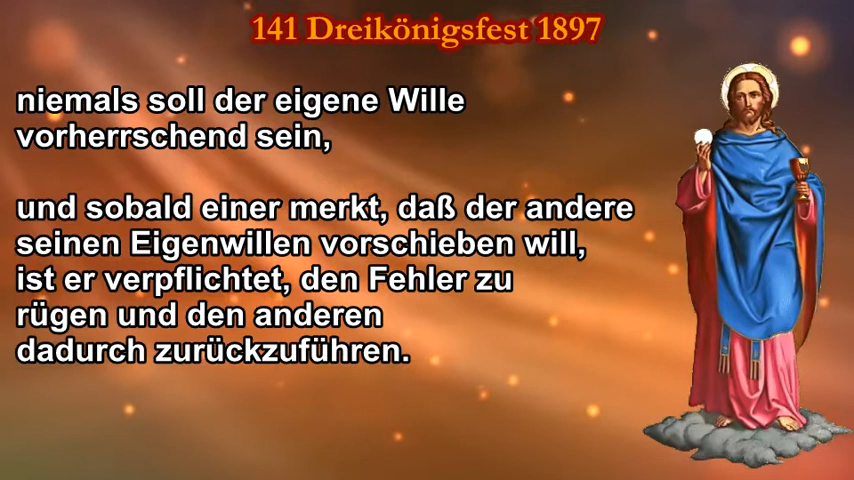 141 Dreikönigsfest 1897
niemals soll der eigene Wille
vorherrschend sein,
und sobald einer merkt, daß der andere
seinen Eigenwillen vorschieben will,
ist er verpflichtet, den Fehler zu
rügen und den anderen
dadurch zurückzuführen.